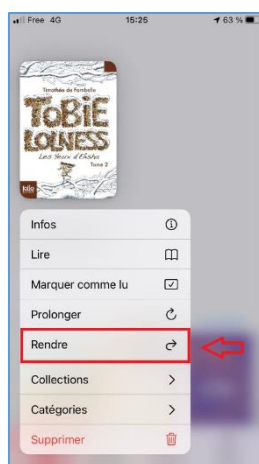 Free 4G 15:25 63 %
Timothée de Fombelle
TOBIE
LOLNESS
Les Yeux d'Elisha
Tome 2
folio
Infos
Lire
Marquer comme lu
Prolonger
Rendre
Collections
Catégories
Supprimer